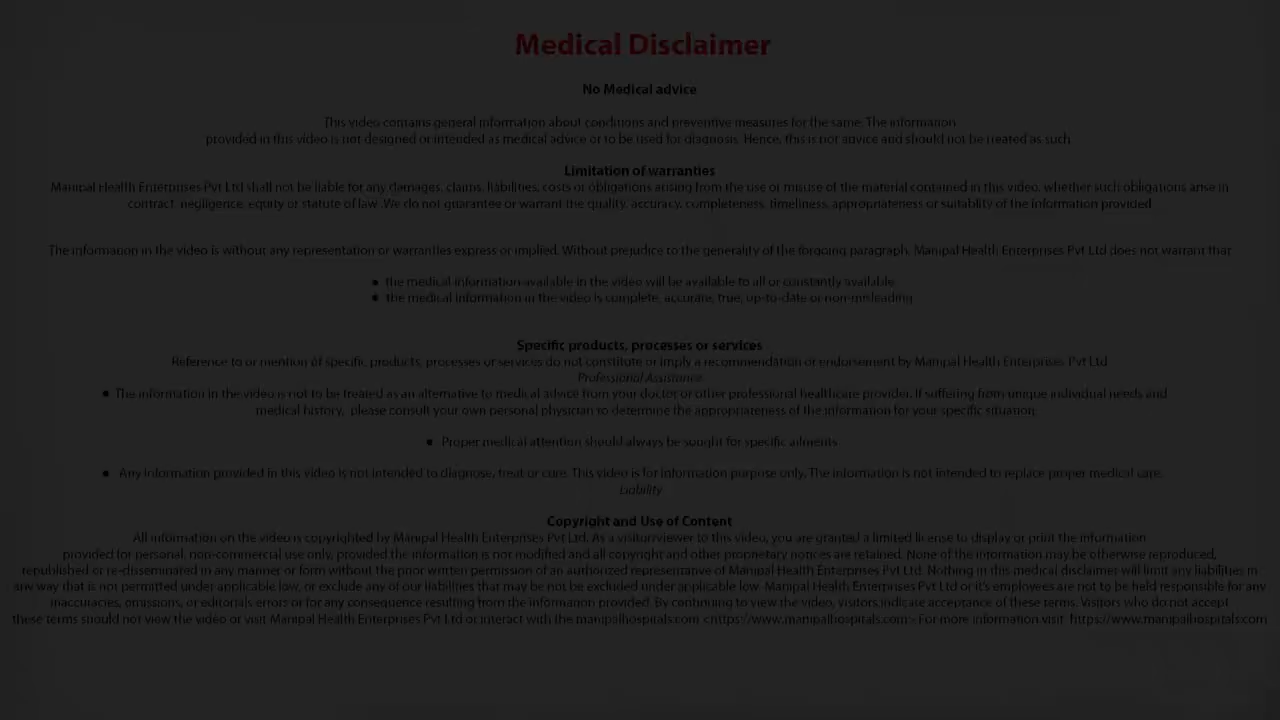 Medical Disclaimer
No Medical advice
This video contains general information about conditions and preventive measures for the same. The information
provided in this video is not designed or intended as medical advice or to be used for diagnosis. Hence, this is not advice and should not be treated as such.
Limitation of warranties
Manipal Health Enterprises Pvt Ltd shall not be liable for any damages, claims, liabilities, costs or obligations arising from the use or misuse of the material contained in this video, whether such obligations arise in
contract, negligence, equity or statute of law .We do not guarantee or warrant the quality, accuracy, completeness, timeliness, appropriateness or suitablity of the information provided
The information in the video is without any representation or warranties express or implied. Without prejudice to the generality of the forgoing paragraph, Manipal Health Enterprises Pvt Ltd does not warrant that
● the medical information available in the video will be available to all or constantly available
● the medical information in the video is complete, accurate, true, up-to-date or non-misleading
Specific products, processes or services
Reference to or mention of specific, products, processes or services do not constitute or imply a recommendation or endorsement by Manipal Health Enterprises Pvt Ltd
Professional Assistance
● The information in the video is not to be treated as an alternative to medical advice from your doctor or other professional healthcare provider. If suffering from unique individual needs and
medical history, please consult your own personal physician to determine the appropriateness of the information for your specific situation.
● Proper medical attention should always be sought for specific ailments
● Any information provided in this video is not intended to diagnose, treat or cure. This video is for information purpose only. The information is not intended to replace proper medical care.
Liability
Copyright and Use of Content
All information on the video is copyrighted by Manipal Health Enterprises Pvt Ltd. As a visitor/viewer to this video, you are granted a limited license to display or print the information
provided for personal, non-commercial use only, provided the information is not modified and all copyright and other proprietary notices are retained. None of the information may be otherwise reproduced,
republished or re-disseminated in any manner or form without the prior written permission of an authorized representative of Manipal Health Enterprises Pvt Ltd. Nothing in this medical disclaimer will limit any liabilities in
any way that is not permitted under applicable law, or exclude any of our liabilities that may be not be excluded under applicable low. Manipal Health Enterprises Pvt Ltd or it's employees are not to be held responsible for any
inaccuracies, omissions, or editorials errors or for any consequence resulting from the information provided. By continuing to view the video, visitors indicate acceptance of these terms. Visitors who do not accept
these terms should not view the video or visit Manipal Health Enterprises Pvt Ltd or interact with the manipalhospitals.com <https://www.manipalhospitals.com> For more information visit https://www.manipalhospitals.com